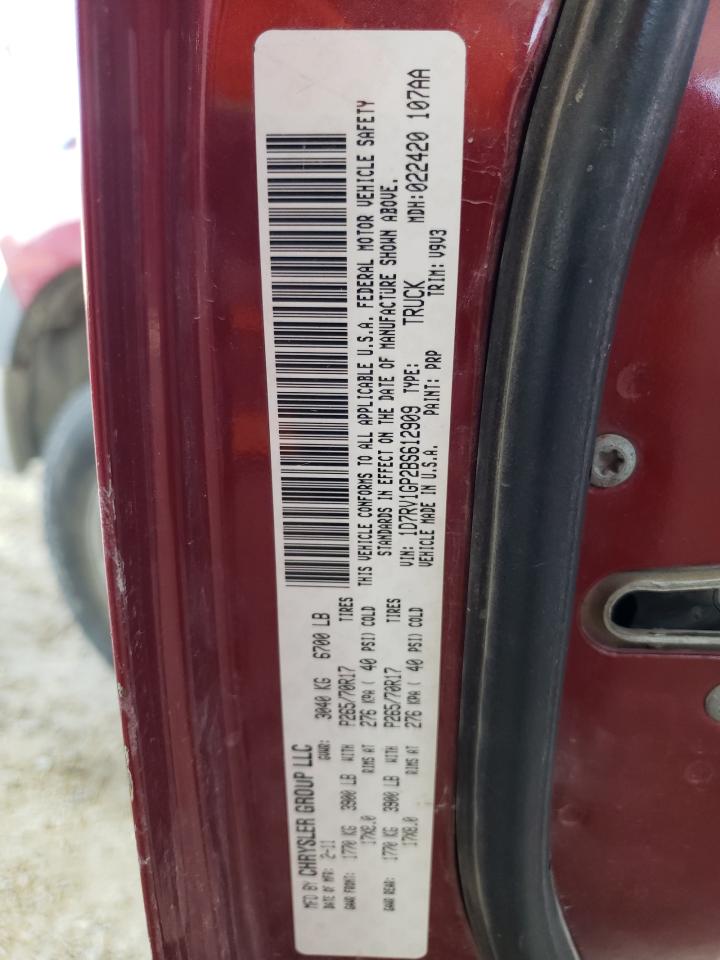 MFD BY CHRYSLER GROUP LLC
DATE OF MFR: 2-11 GVWR: 3040 KG 6700 LB
GAWR FRONT: 1770 KG 3900 LB WITH P265/70R17 TIRES
17X8.0 RIMS AT 276 KPA ( 40 PSI) COLD
GAWR REAR: 1770 KG 3900 LB WITH P265/70R17 TIRES
17X8.0 RIMS AT 276 KPA ( 40 PSI) COLD
THIS VEHICLE CONFORMS TO ALL APPLICABLE U.S.A. FEDERAL MOTOR VEHICLE SAFETY
STANDARDS IN EFFECT ON THE DATE OF MANUFACTURE SHOWN ABOVE.
VIN: 1D7RV1GP2BS612909 TYPE: TRUCK MDH:022420 107AA
VEHICLE MADE IN U.S.A. PAINT: PRP TRIM: V9V3